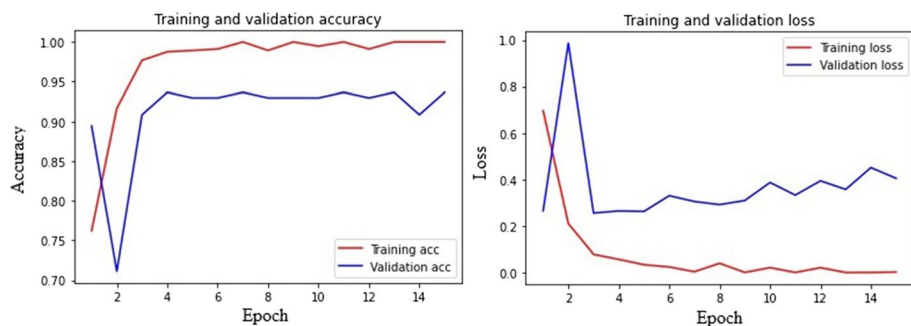 Training and validation accuracy
1.00
0.95
0.90
0.85
0.80
0.75
0.70
Accuracy
Training acc
Validation acc
2 4 6 8 10 12 14
Epoch
Training and validation loss
1.0
0.8
0.6
0.4
0.2
0.0
Loss
Training loss
Validation loss
2 4 6 8 10 12 14
Epoch